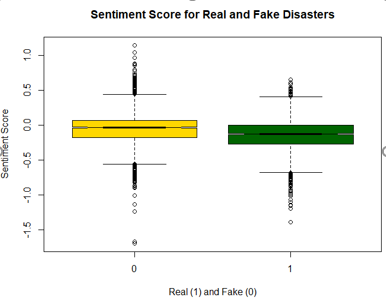 Sentiment Score for Real and Fake Disasters
Sentiment Score
1.0
0.5
0.0
-0.5
-1.0
-1.5
0
1
Real (1) and Fake (0)